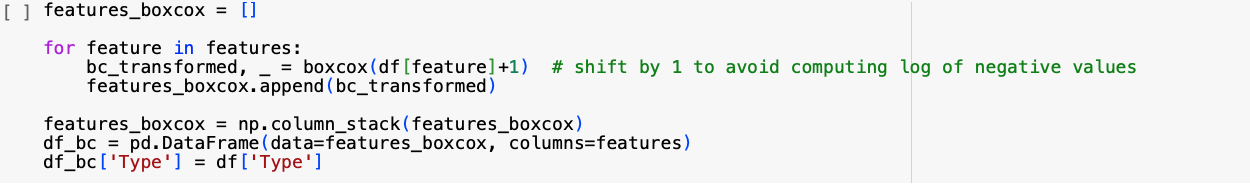 [ ] features_boxcox = []
for feature in features:
bc_transformed, _ = boxcox(df[feature]+1)  # shift by 1 to avoid computing log of negative values
features_boxcox.append(bc_transformed)
features_boxcox = np.column_stack(features_boxcox)
df_bc = pd.DataFrame(data=features_boxcox, columns=features)
df_bc['Type'] = df['Type']